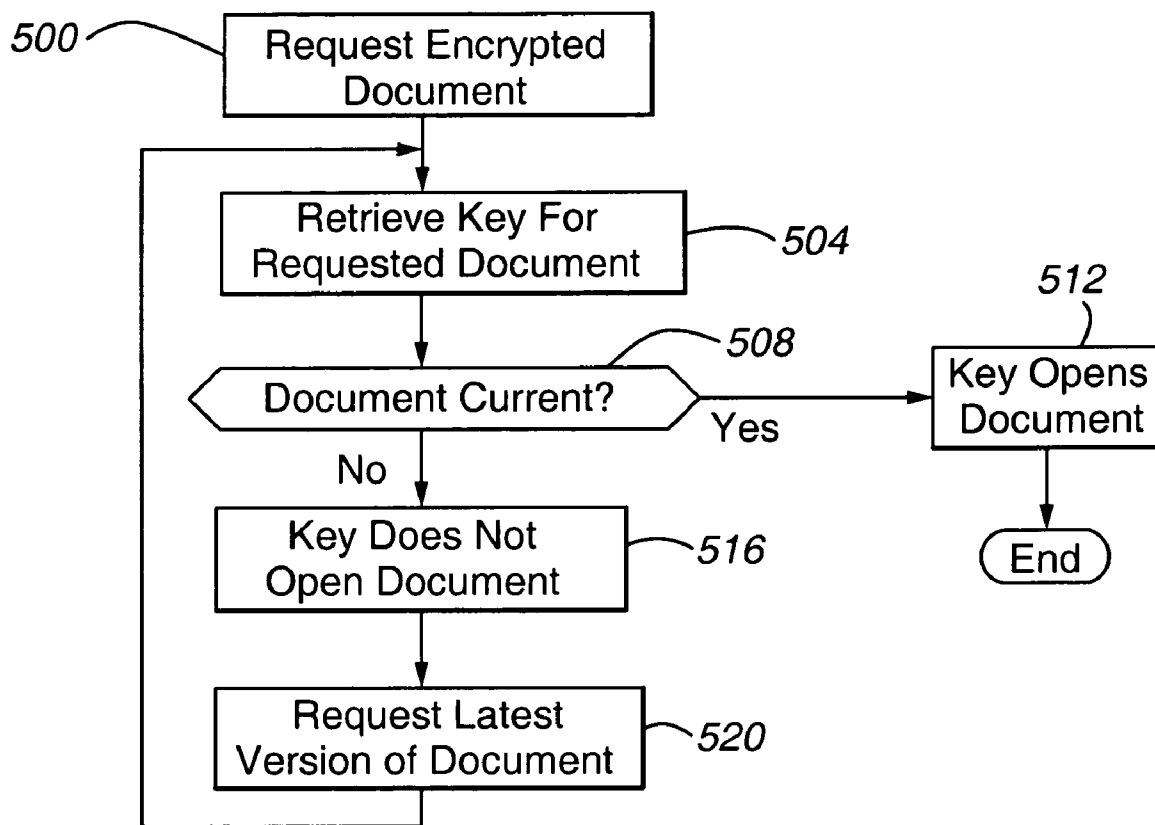 500
Request Encrypted
Document
Retrieve Key For
Requested Document
504
508
Document Current?
Yes
No
512
Key Opens
Document
End
Key Does Not
Open Document
516
Request Latest
Version of Document
520